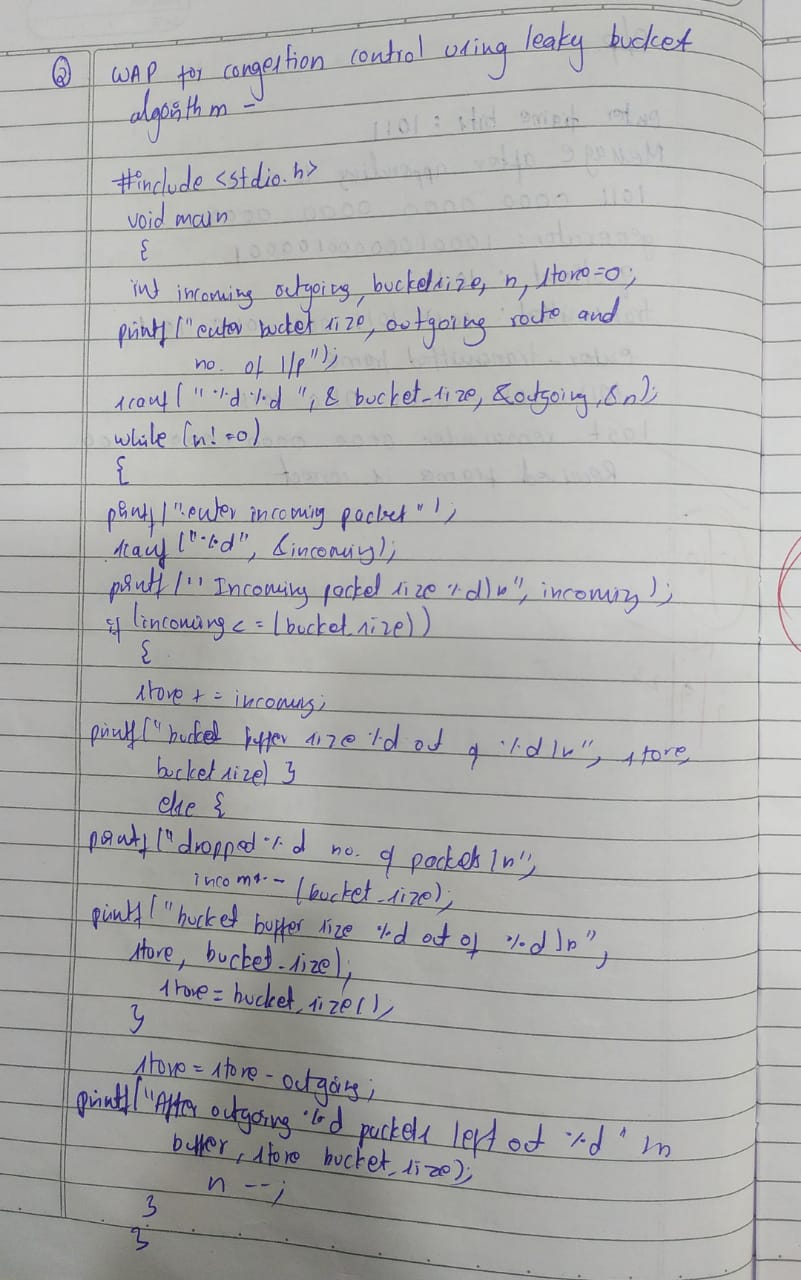 ② WAP for congestion control using leaky bucket
algorithm -
#include <stdio.h>
void main
{
int incoming outgoing, bucketsize, n, store=0;
printf ("enter bucket size, outgoing rate and
no. of I/p");
scanf ("%d%d", & bucket_size, &outgoing, &n);
while (n! =0)
{
printf ("enter incoming packet");
scanf ("%d", &incoming);
printf ("Incoming packet size %d\n", incoming);
if (incoming < = (bucket_size))
{
store + = incoming;
printf ("bucket buffer size %d out of %d \n", store,
bucket size) }
else {
printf ("dropped %d no. of packets \n",
incom - (bucket_size);
printf ("bucket buffer size %d out of %d \n",
store, bucket_size);
store = bucket_size();
}
store = store - outgoing;
printf ("After outgoing %d packets left out %d" in
buffer, store bucket_size);
n --;
}
}